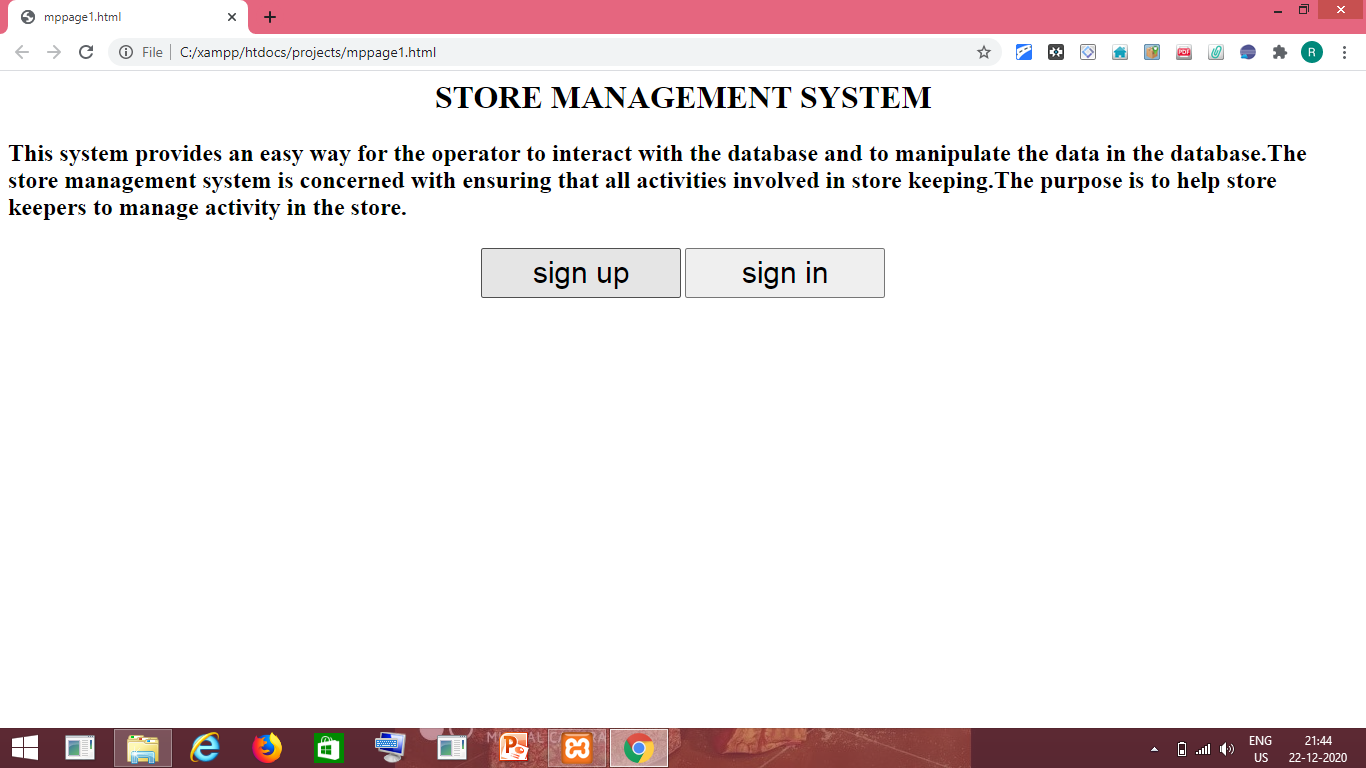 mppage1.html
File
C:/xampp/htdocs/projects/mppage1.html
R
STORE MANAGEMENT SYSTEM
This system provides an easy way for the operator to interact with the database and to manipulate the data in the database.The
store management system is concerned with ensuring that all activities involved in store keeping.The purpose is to help store
keepers to manage activity in the store.
sign up sign in
ENG 21:44
US 22-12-2020